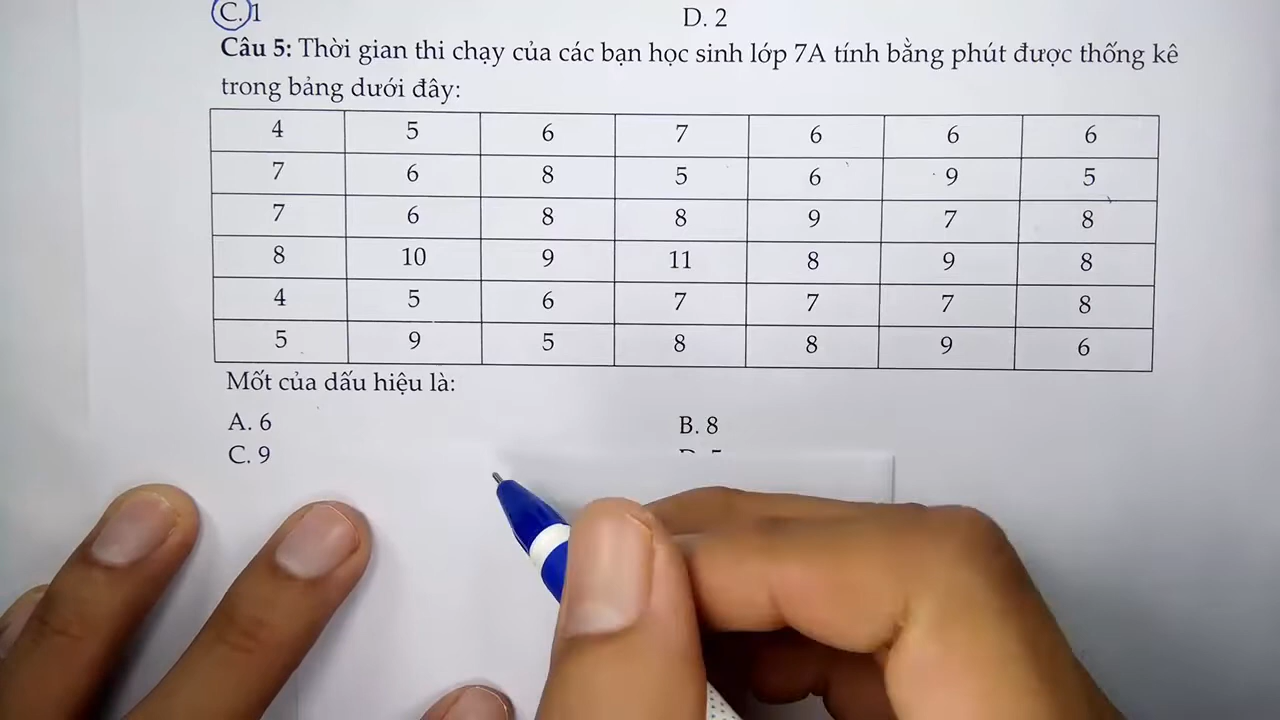 C. 1 D. 2
Câu 5: Thời gian thi chạy của các bạn học sinh lớp 7A tính bằng phút được thống kê
trong bảng dưới đây:
4 5 6 7 6 6 6
7 6 8 5 6 9 5
7 6 8 8 9 7 8
8 10 9 11 8 9 8
4 5 6 7 7 7 8
5 9 5 8 8 9 6
Mốt của dấu hiệu là:
A. 6 B. 8
C. 9